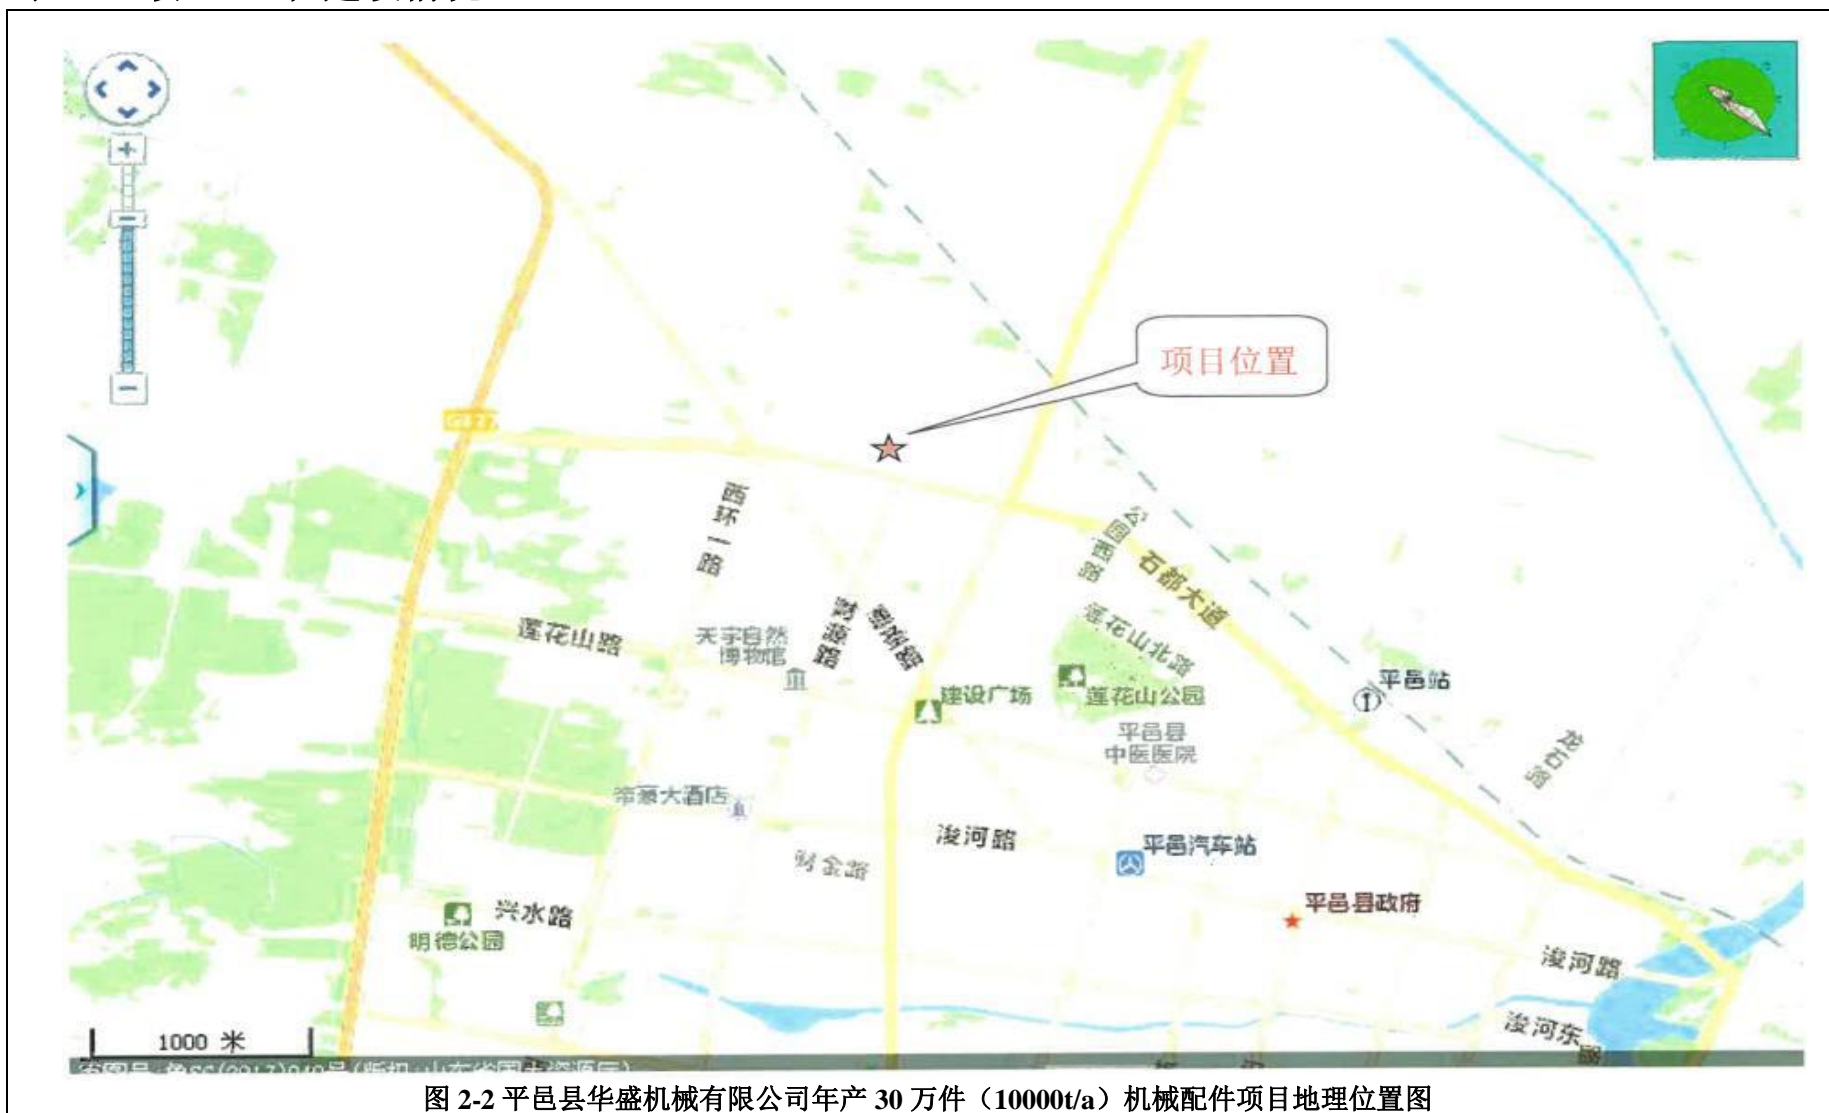 项目位置
西环一路
公园西路
石都大道
莲花山路
天宇自然
博物馆
莲花山北路
平邑站
建设广场
莲花山公园
平邑县
中医医院
龙石路
帝豪大酒店
浚河路
平邑汽车站
财金路
平邑县政府
兴水路
明德公园
浚河路
浚河东
1000 米
图 2-2 平邑县华盛机械有限公司年产 30 万件（10000t/a）机械配件项目地理位置图